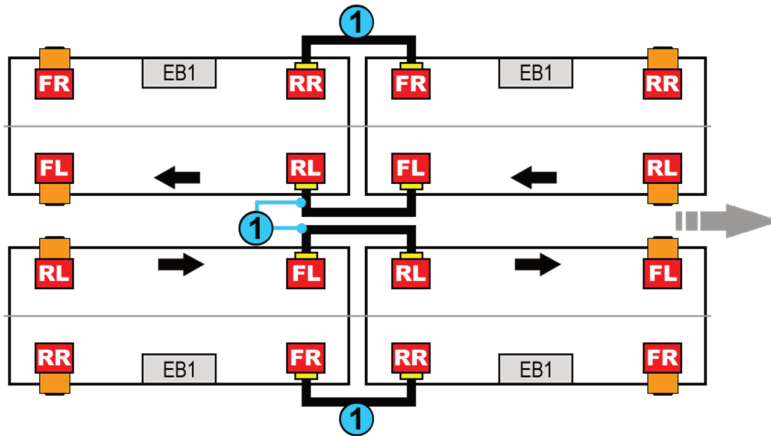 1
EB1 EB1
FR RR FR RR
FL RL FL RL
1
RL FL RL FL
RR FR RR FR
EB1 EB1
1